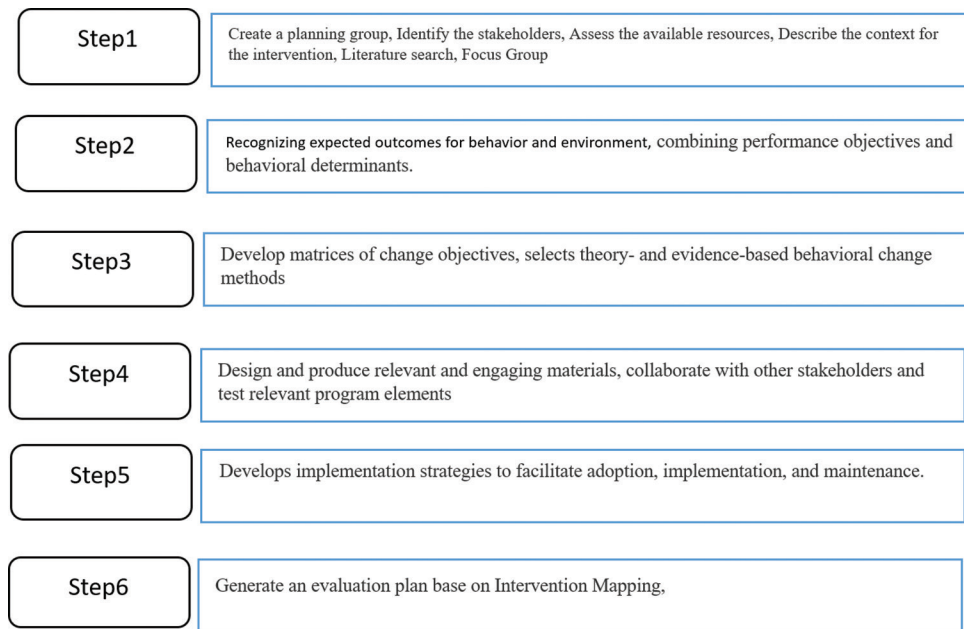 Step1
Create a planning group, Identify the stakeholders, Assess the available resources, Describe the context for
the intervention, Literature search, Focus Group
Step2
Recognizing expected outcomes for behavior and environment, combining performance objectives and
behavioral determinants.
Step3
Develop matrices of change objectives, selects theory- and evidence-based behavioral change
methods
Step4
Design and produce relevant and engaging materials, collaborate with other stakeholders and
test relevant program elements
Step5
Develops implementation strategies to facilitate adoption, implementation, and maintenance.
Step6
Generate an evaluation plan base on Intervention Mapping,